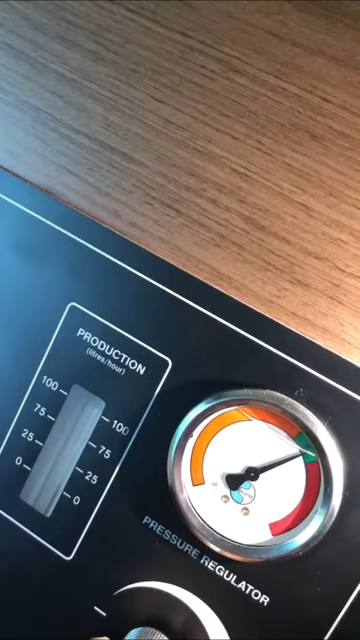 PRODUCTION
(litres/hour)
100 100
75 75
25 25
0 0
PRESSURE REGULATOR